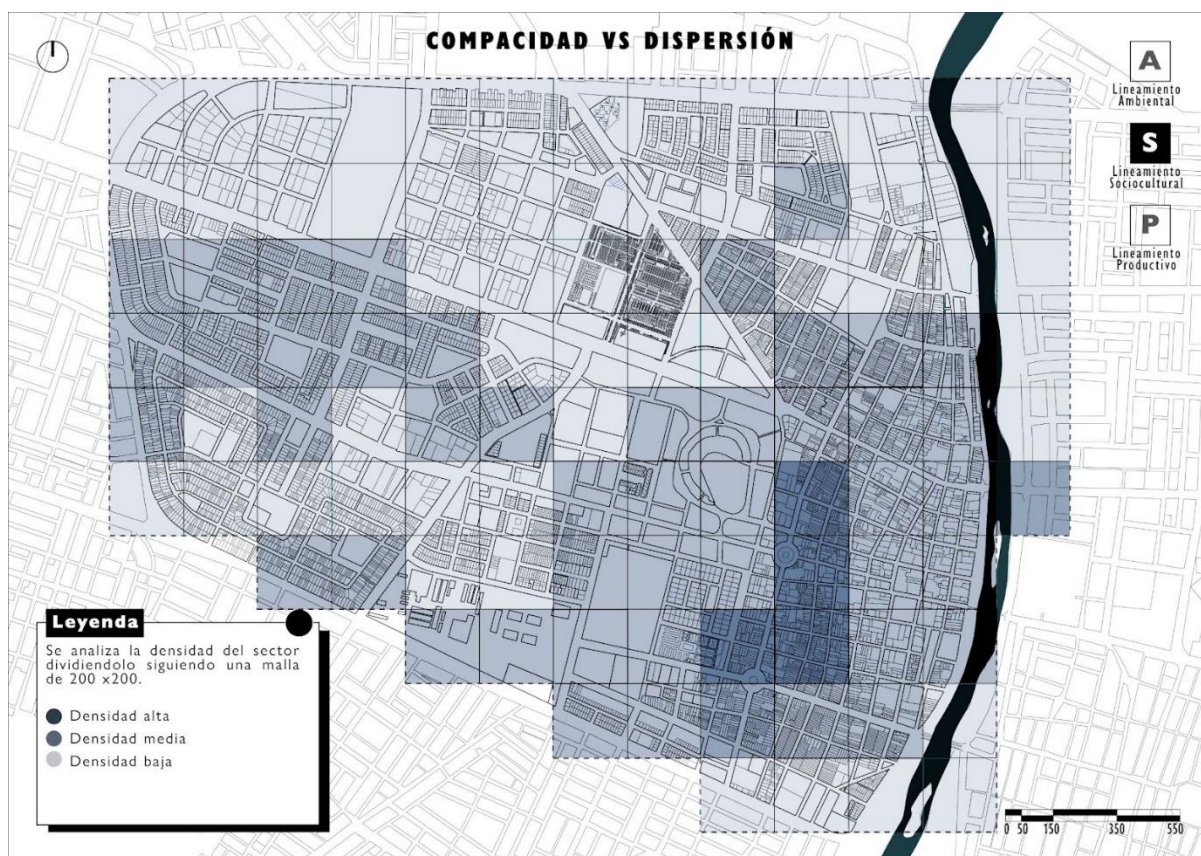 COMPACIDAD VS DISPERSIÓN
A
Lineamiento
Ambiental
S
Lineamiento
Sociocultural
P
Lineamiento
Productivo
Leyenda
Se analiza la densidad del sector
dividiendolo siguiendo una malla
de 200 x200.
Densidad alta
Densidad media
Densidad baja
0 50 150 350 550